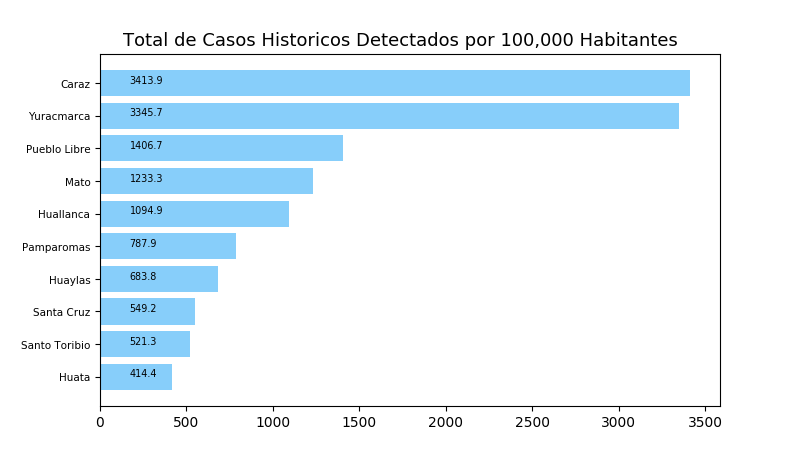 Total de Casos Historicos Detectados por 100,000 Habitantes
Caraz 3413.9
Yuracmarca 3345.7
Pueblo Libre 1406.7
Mato 1233.3
Huallanca 1094.9
Pamparomas 787.9
Huaylas 683.8
Santa Cruz 549.2
Santo Toribio 521.3
Huata 414.4
0 500 1000 1500 2000 2500 3000 3500